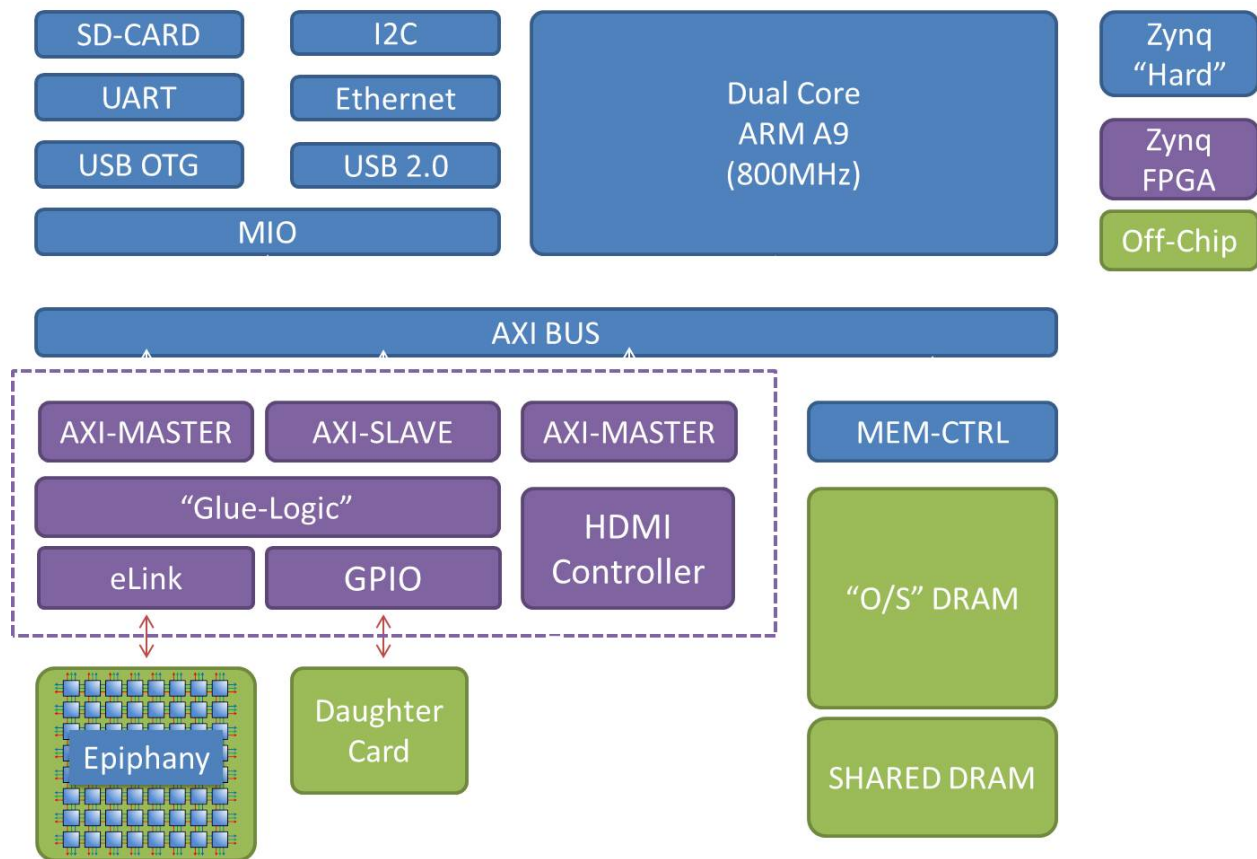 SD-CARD
I2C
UART
Ethernet
USB OTG
USB 2.0
MIO
Dual Core
ARM A9
(800MHz)
Zynq
“Hard”
Zynq
FPGA
Off-Chip
AXI BUS
AXI-MASTER
AXI-SLAVE
AXI-MASTER
MEM-CTRL
“Glue-Logic”
HDMI
Controller
eLink
GPIO
“O/S” DRAM
Epiphany
Daughter
Card
SHARED DRAM